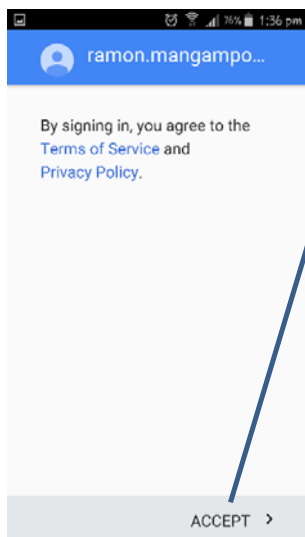 76% 1:36 pm
ramon.mangampo...
By signing in, you agree to the
Terms of Service and
Privacy Policy.
ACCEPT >